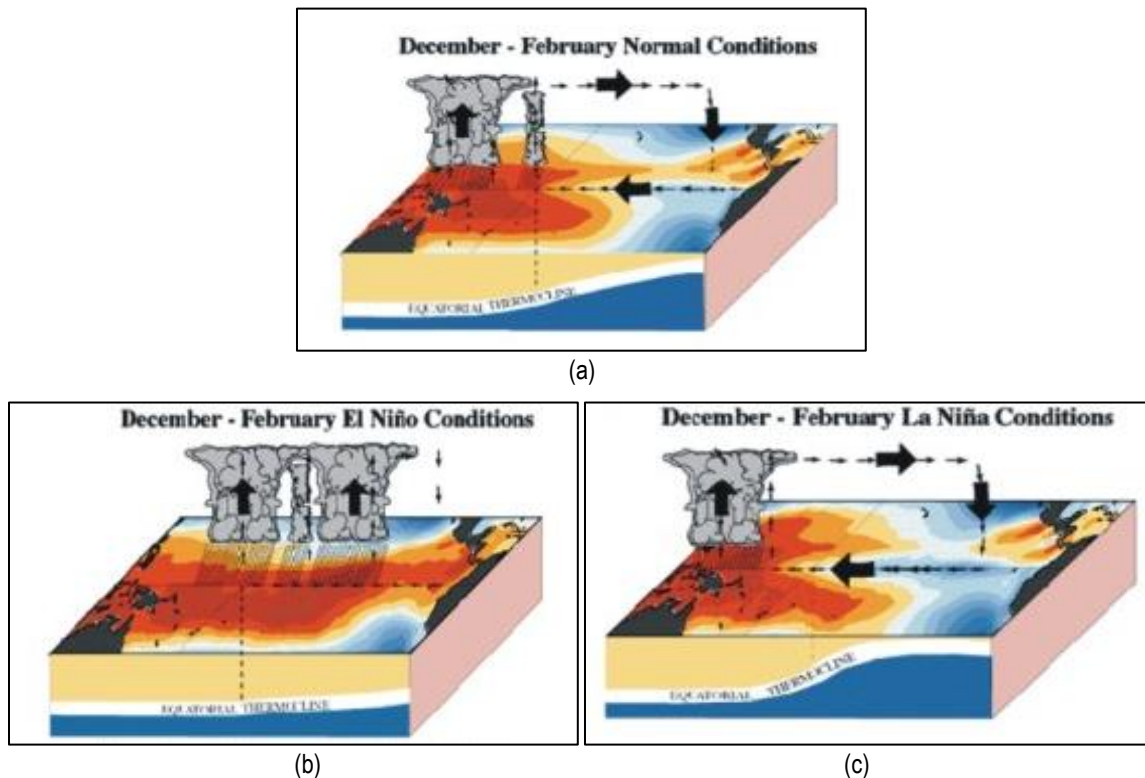 December - February Normal Conditions
EQUATORIAL THERMOCLINE
(a)
December - February El Niño Conditions
EQUATORIAL THERMOCLINE
(b)
December - February La Niña Conditions
EQUATORIAL THERMOCLINE
(c)